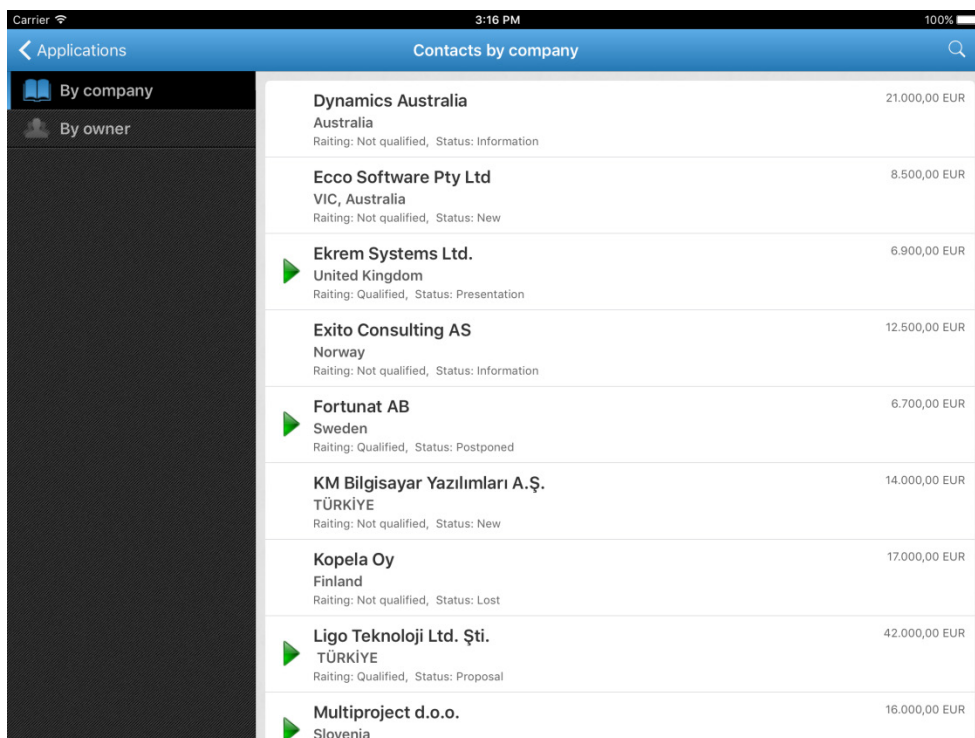 Carrier 3:16 PM 100%
Applications Contacts by company
By company
By owner
Dynamics Australia 21.000,00 EUR
Australia
Raiting: Not qualified, Status: Information
Ecco Software Pty Ltd 8.500,00 EUR
VIC, Australia
Raiting: Not qualified, Status: New
Ekrem Systems Ltd. 6.900,00 EUR
United Kingdom
Raiting: Qualified, Status: Presentation
Exito Consulting AS 12.500,00 EUR
Norway
Raiting: Not qualified, Status: Information
Fortunat AB 6.700,00 EUR
Sweden
Raiting: Qualified, Status: Postponed
KM Bilgisayar Yazılımları A.Ş. 14.000,00 EUR
TÜRKİYE
Raiting: Not qualified, Status: New
Kopela Oy 17.000,00 EUR
Finland
Raiting: Not qualified, Status: Lost
Ligo Teknoloji Ltd. Şti. 42.000,00 EUR
TÜRKİYE
Raiting: Qualified, Status: Proposal
Multiproject d.o.o. 16.000,00 EUR
Slovenia